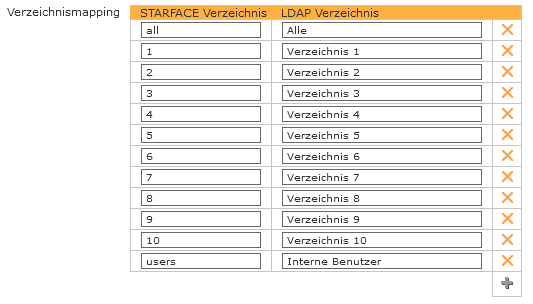 Verzeichnismapping STARFACE Verzeichnis LDAP Verzeichnis
all Alle
1 Verzeichnis 1
2 Verzeichnis 2
3 Verzeichnis 3
4 Verzeichnis 4
5 Verzeichnis 5
6 Verzeichnis 6
7 Verzeichnis 7
8 Verzeichnis 8
9 Verzeichnis 9
10 Verzeichnis 10
users Interne Benutzer